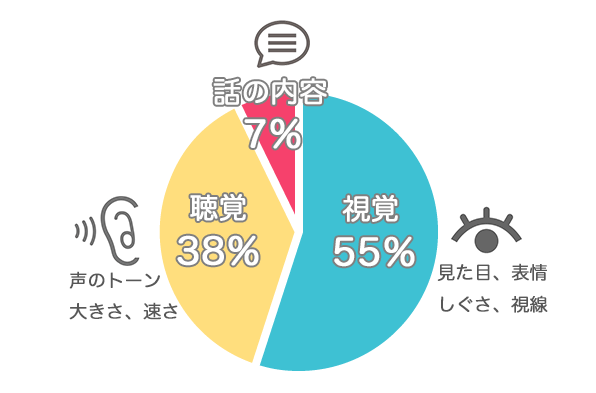 話の内容
7%
聴覚
38%
視覚
55%
声のトーン
大きさ、速さ
見た目、表情
しぐさ、視線